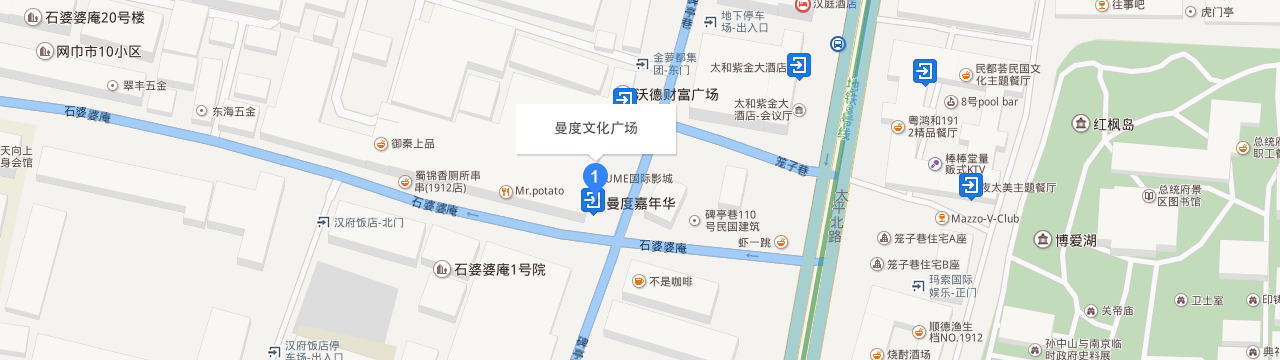 石婆婆庵20号楼
网巾市10小区
翠丰五金
东海五金
石婆婆庵
天向上
身会馆
御秦上品
蜀锦香厕所串
串(1912店)
Mr.potato
石婆婆庵
汉府饭店-北门
石婆婆庵1号院
汉府饭店停
车场-出入口
金萝都集
团-东门
沃德财富广场
曼度文化广场
1
UME国际影城
曼度嘉年华
地下停车
场-出入口
汉庭酒店
太和紫金大酒店
太和紫金大
酒店-会议厅
地铁3号线
笼子巷
碑亭巷110
号民国建筑
虾一跳
石婆婆庵
不是咖啡
太平北路
往事吧
虎门亭
民都荟民国文
化主题餐厅
8号pool bar
粤鸿和191
2精品餐厅
棒棒堂量
贩式KTV
夜太美主题餐厅
Mazzo-V-Club
笼子巷住宅A座
笼子巷住宅B座
玛索国际
娱乐-正门
顺德渔生
档NO.1912
烧酎酒场
红枫岛
总统府
职工餐
总统府景
区图书馆
博爱湖
关帝庙
卫士室
印铸
孙中山与南京临
时政府史料展
典礼